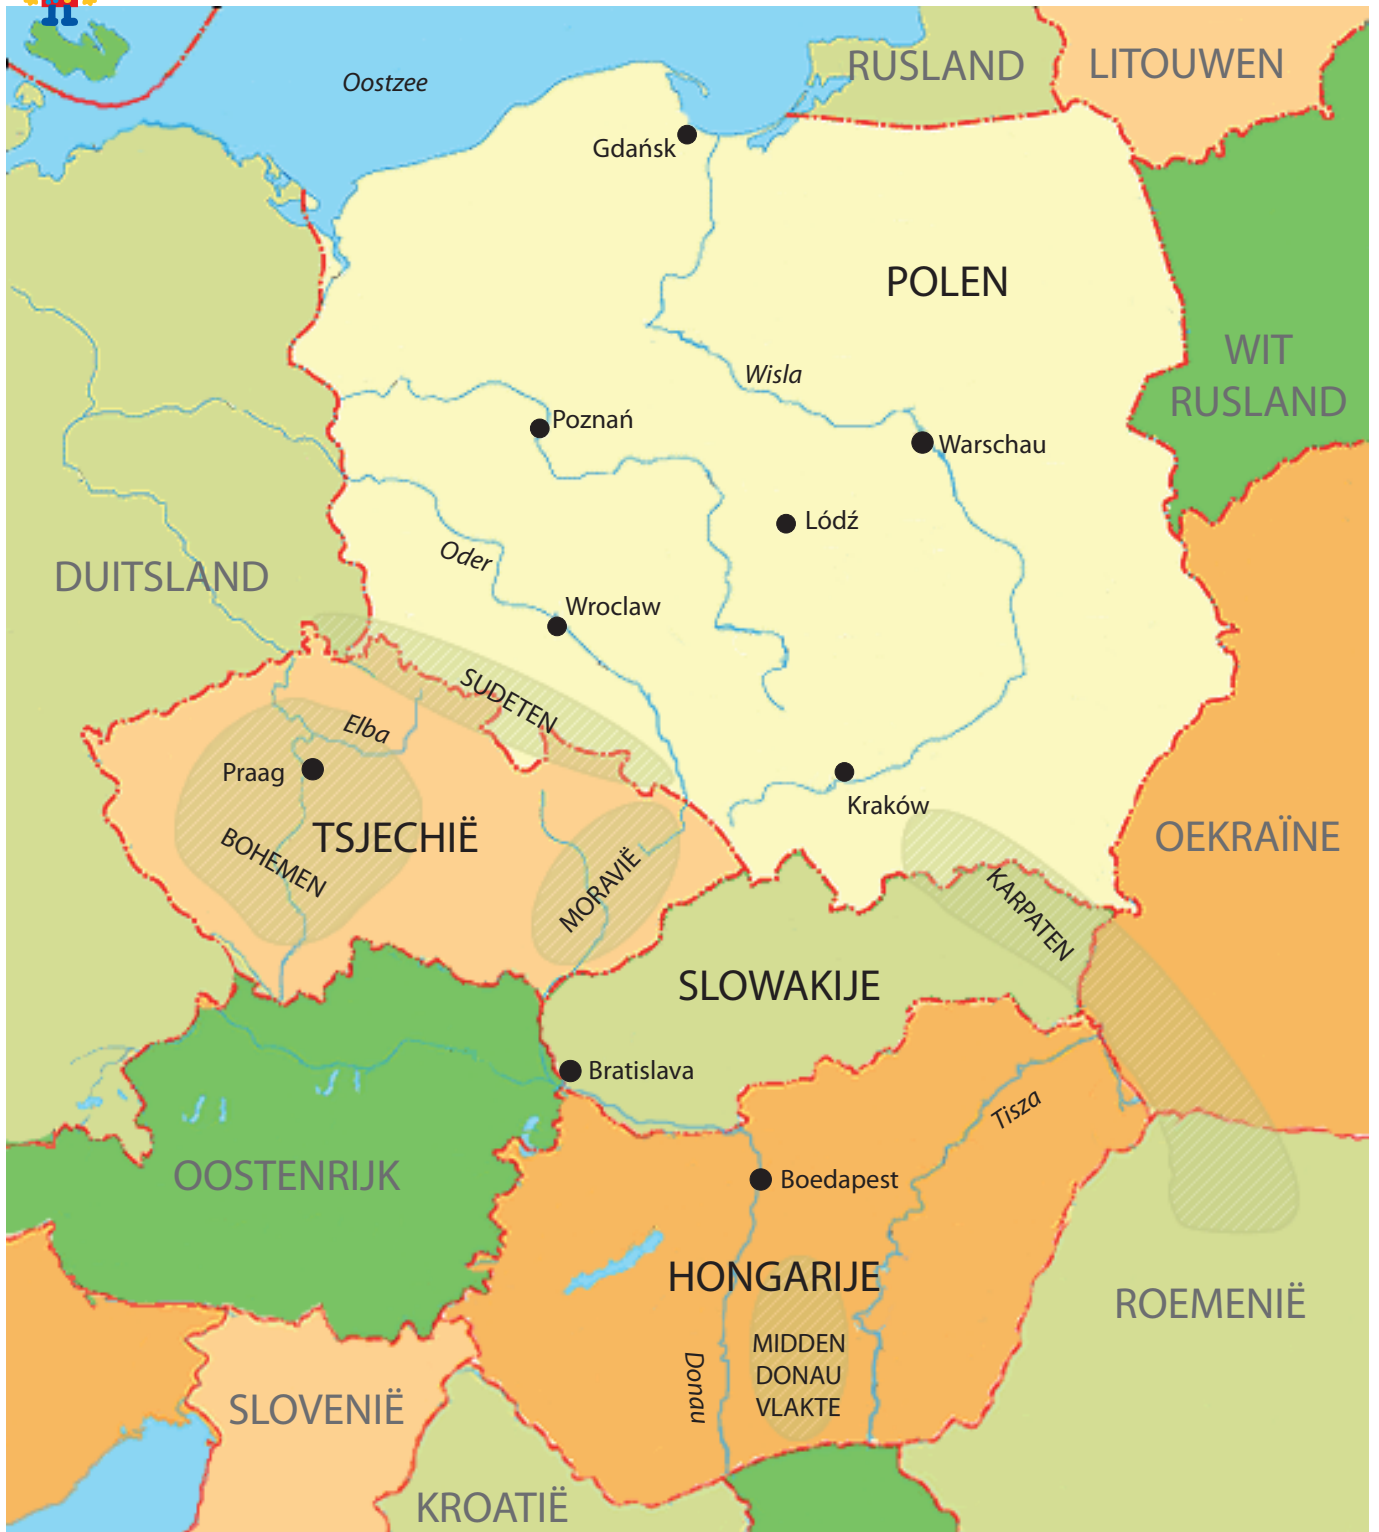 Oostzee
RUSLAND
LITOUWEN
Gdańsk
POLEN
WIT
RUSLAND
Wisla
Poznań
Warschau
Lódź
Oder
DUITSLAND
Wroclaw
SUDETEN
Elba
Praag
Kraków
TSJECHIË
OEKRAÏNE
BOHEMEN
MORAVIË
KARPATEN
SLOWAKIJE
Bratislava
Tisza
OOSTENRIJK
Boedapest
HONGARIJE
ROEMENIË
MIDDEN
DONAU
VLAKTE
Donau
SLOVENIË
KROATIË